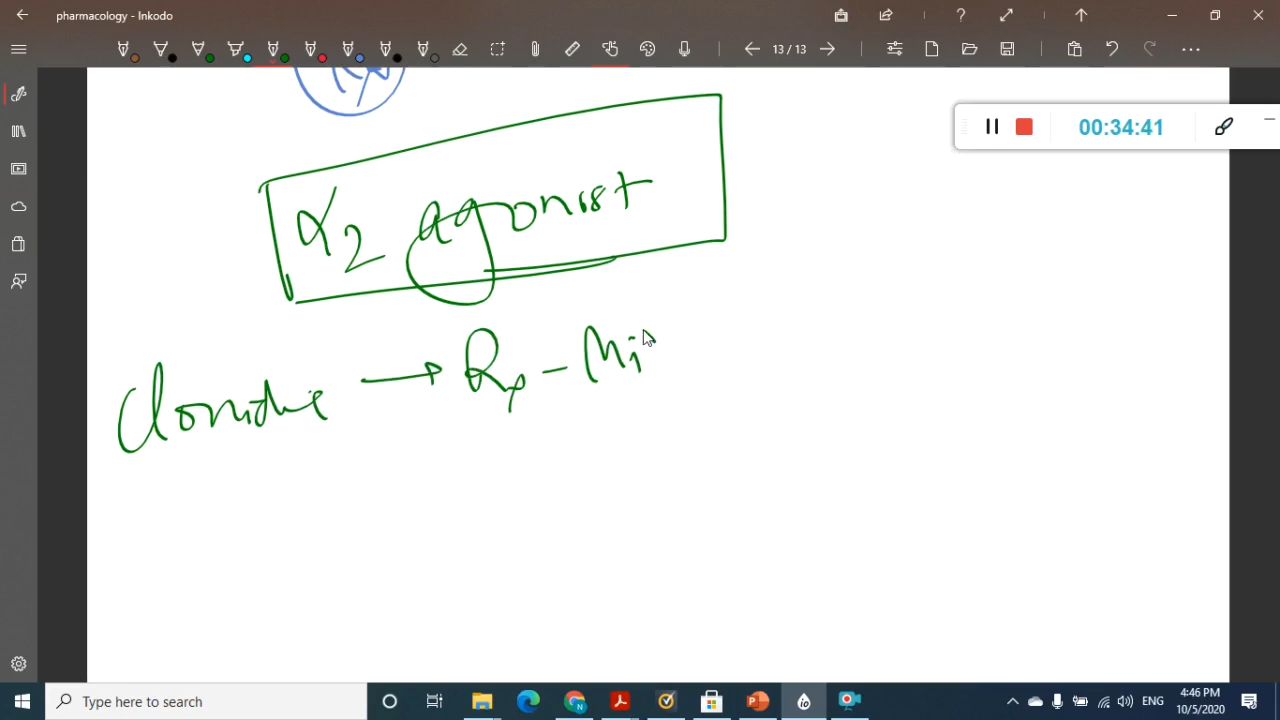 pharmacology - Inkodo
13/13
00:34:41
α2 agonist
Clonidine → Rx - Mi
Type here to search
ENG
4:46 PM
10/5/2020